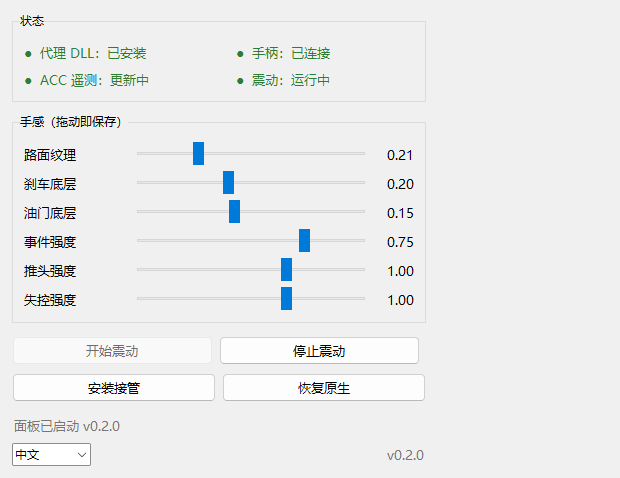 状态
● 代理 DLL：已安装 ● 手柄：已连接
● ACC 遥测：更新中 ● 震动：运行中
手感（拖动即保存）
路面纹理 0.21
刹车底层 0.20
油门底层 0.15
事件强度 0.75
推头强度 1.00
失控强度 1.00
开始震动 停止震动
安装接管 恢复原生
面板已启动 v0.2.0
中文 v0.2.0